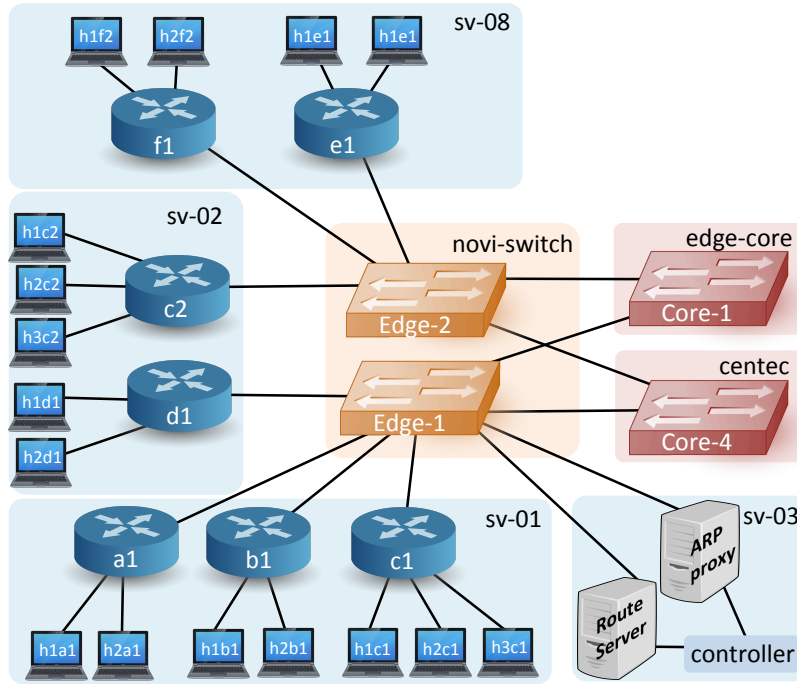 sv-08
h1f2
h2f2
h1e1
h1e1
f1
e1
sv-02
h1c2
h2c2
h3c2
c2
h1d1
h2d1
d1
novi-switch
Edge-2
Edge-1
edge-core
Core-1
centec
Core-4
sv-01
a1
b1
c1
h1a1
h2a1
h1b1
h2b1
h1c1
h2c1
h3c1
sv-03
ARP
proxy
Route
Server
controller